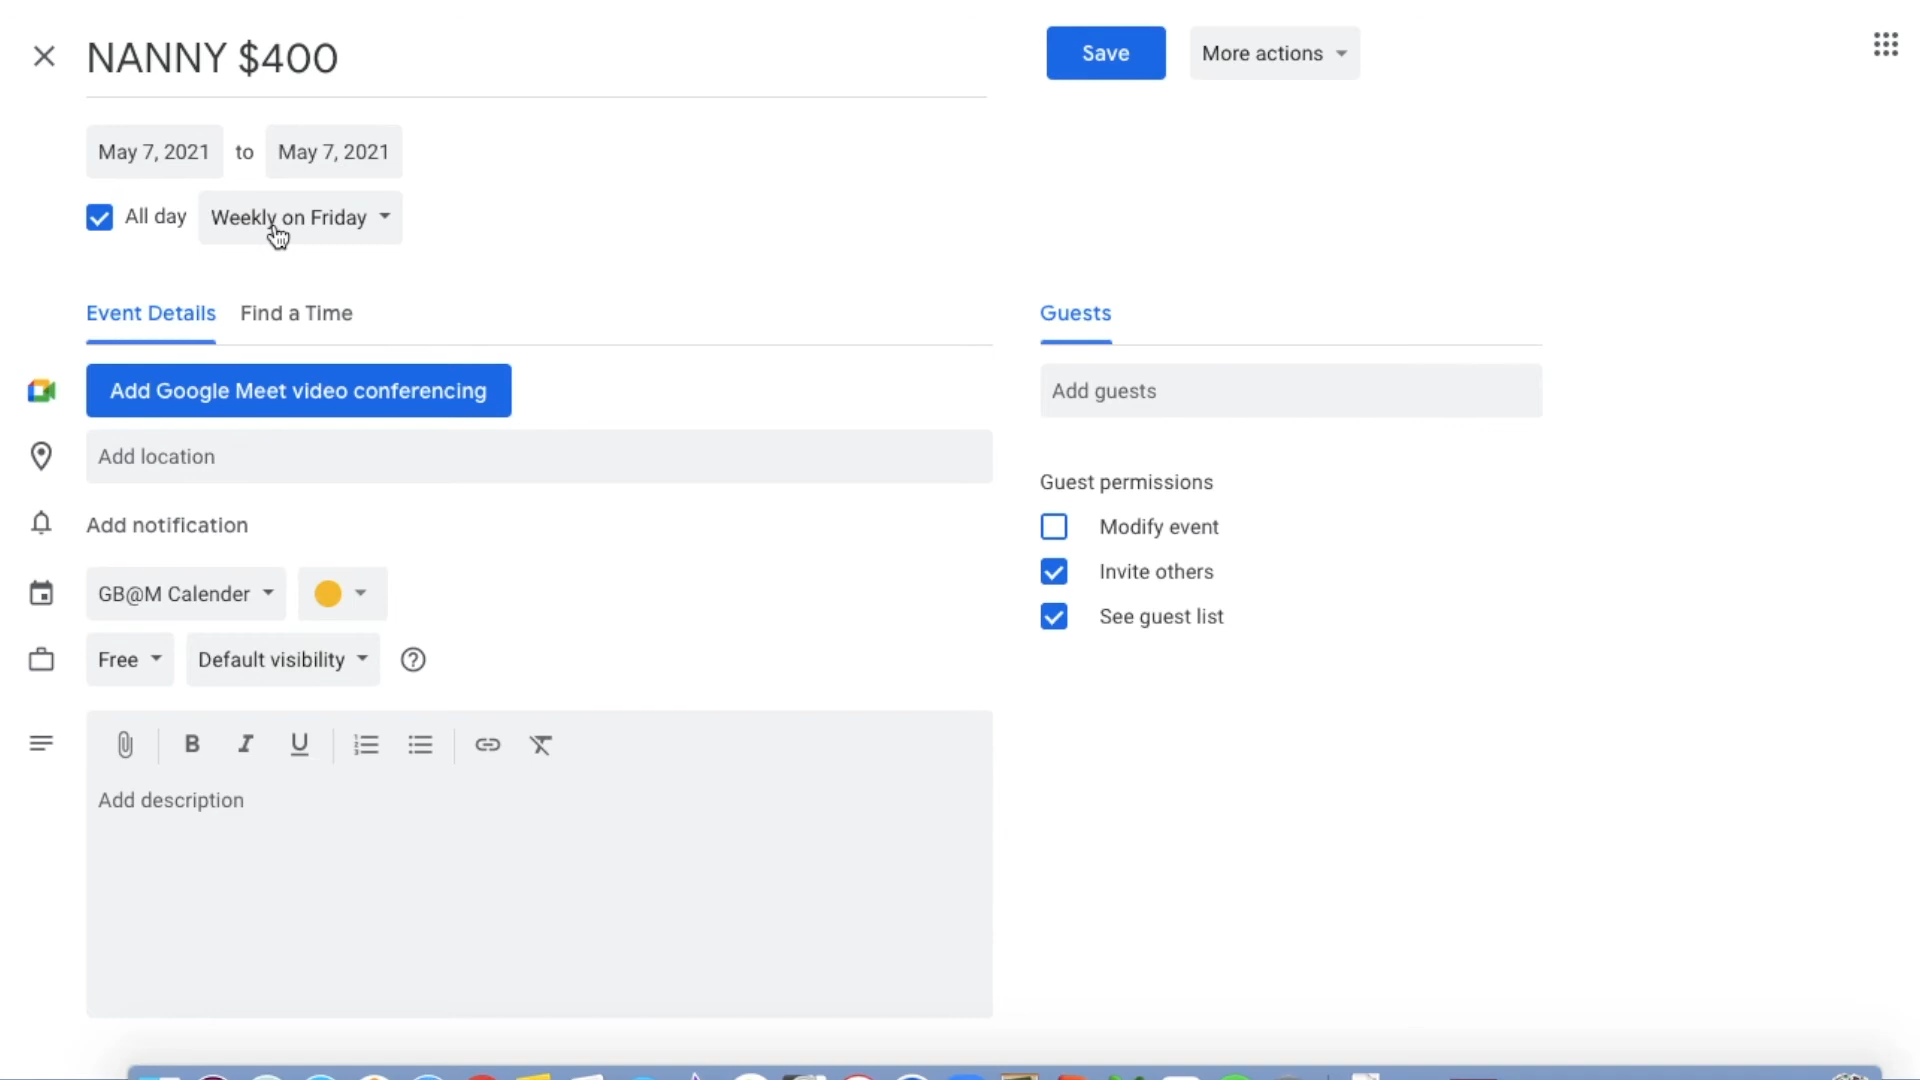 NANNY $400
Save
More actions
May 7, 2021 to May 7, 2021
All day
Weekly on Friday
Event Details
Find a Time
Guests
Add Google Meet video conferencing
Add guests
Add location
Guest permissions
Add notification
Modify event
Invite others
GB@M Calender
See guest list
Free
Default visibility
B I U
Add description